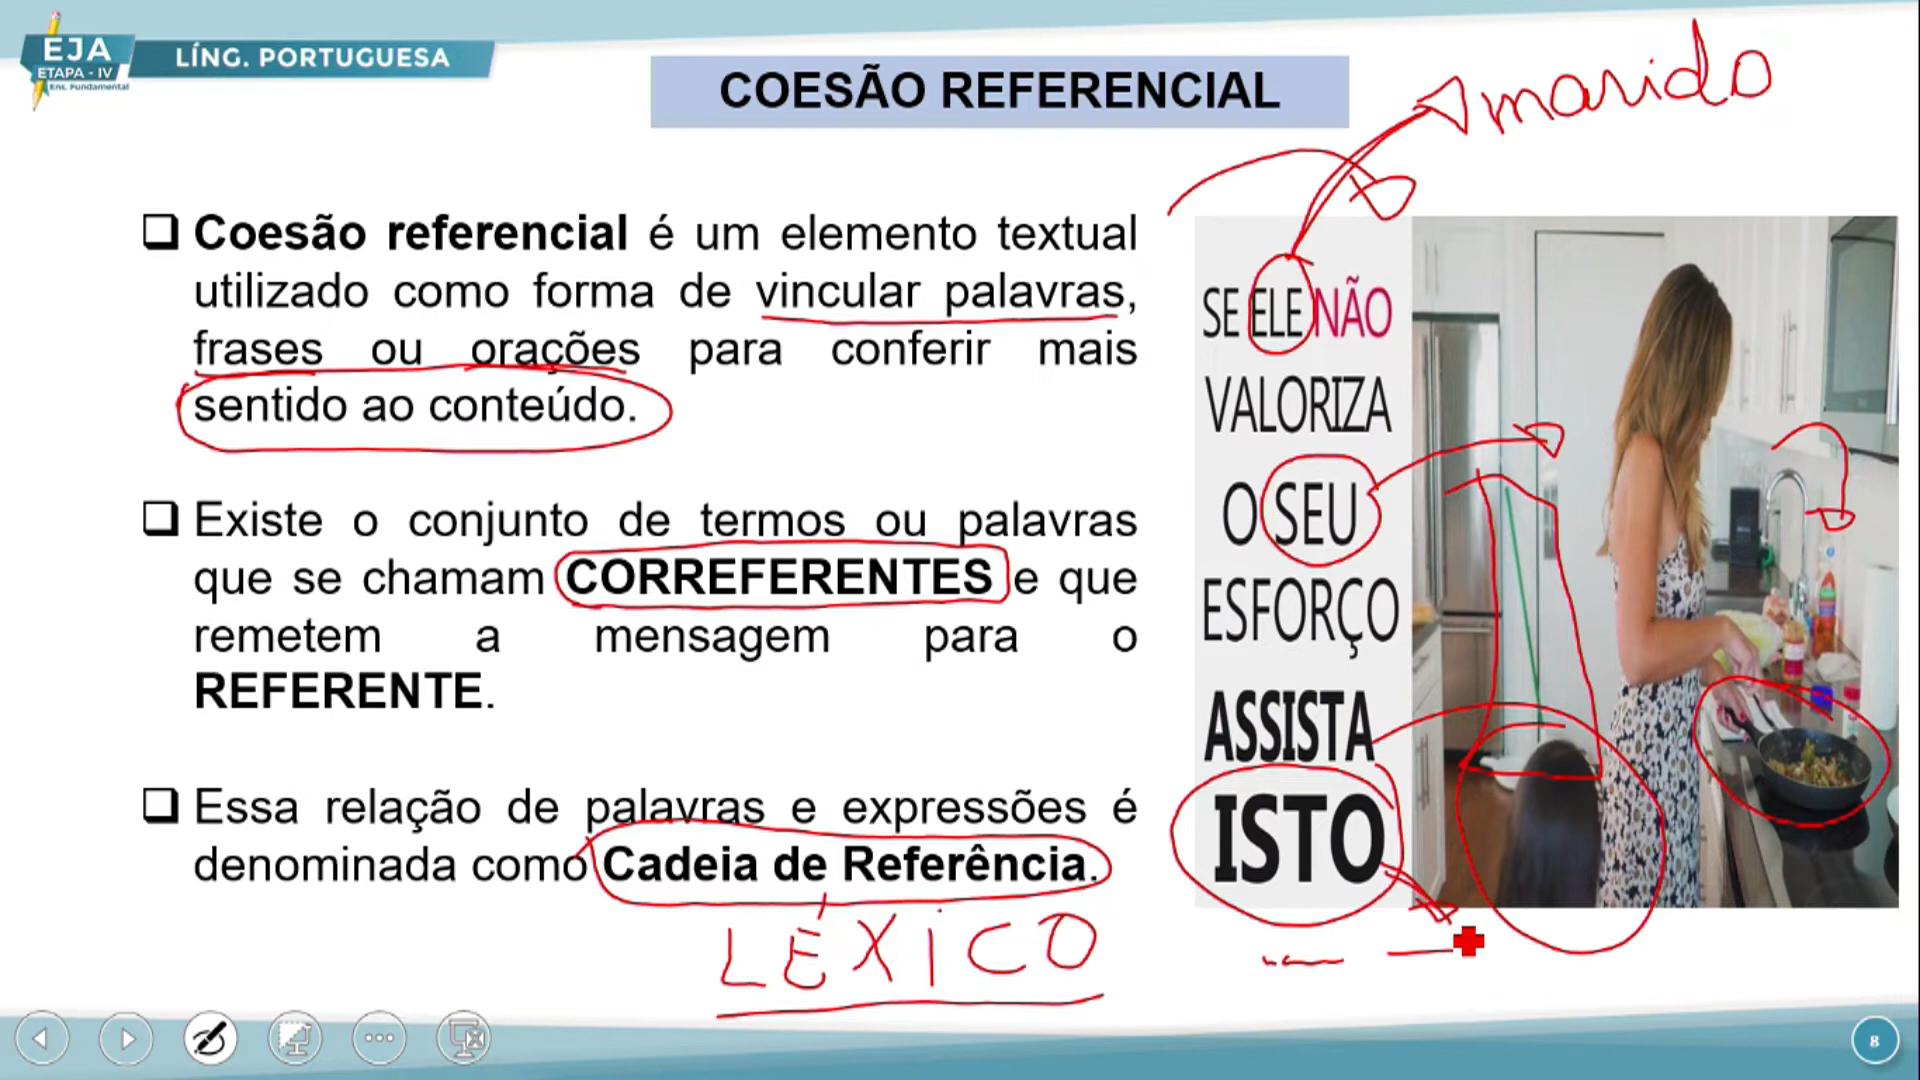 EJA
ETAPA - IV
Ens. Fundamental
LÍNG. PORTUGUESA
COESÃO REFERENCIAL
marido
Coesão referencial é um elemento textual
utilizado como forma de vincular palavras,
frases ou orações para conferir mais
sentido ao conteúdo.
Existe o conjunto de termos ou palavras
que se chamam CORREFERENTES e que
remetem a mensagem para o
REFERENTE.
Essa relação de palavras e expressões é
denominada como Cadeia de Referência.
LÉXICO
SE ELE NÃO
VALORIZA
O SEU
ESFORÇO
ASSISTA
ISTO
8